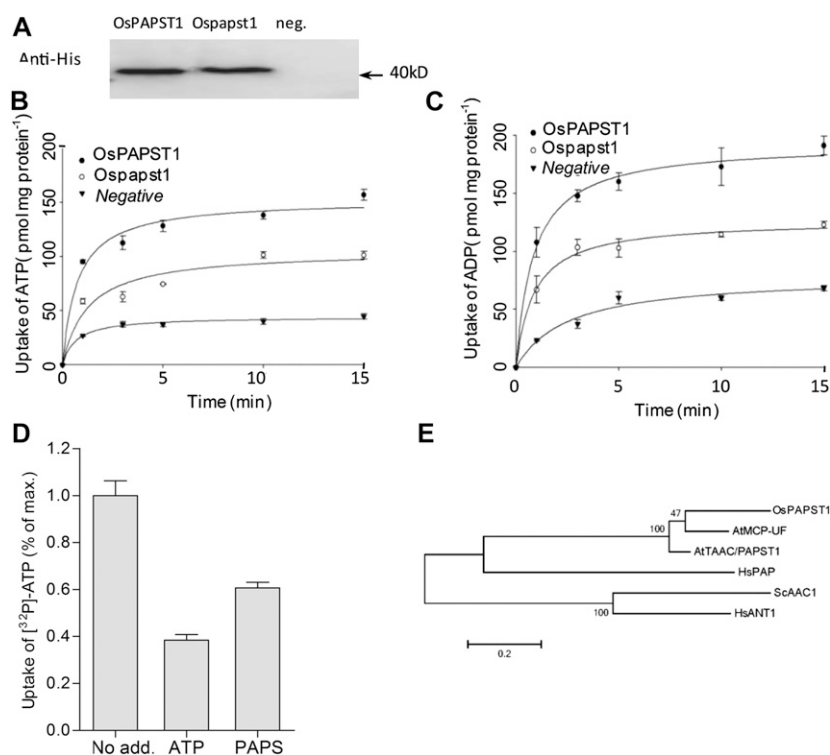 A
OsPAPST1 Ospapst1 neg.
Anti-His
40kD
B
OsPAPST1
Ospapst1
Negative
Uptake of ATP( pmol mg protein-1)
200
150
100
50
0
0 5 10 15
Time (min)
C
OsPAPST1
Ospapst1
Negative
Uptake of ADP( pmol mg protein-1)
200
150
100
50
0
0 5 10 15
Time (min)
D
Uptake of [32P]-ATP (% of max.)
1.2
1.0
0.8
0.6
0.4
0.2
0.0
No add. ATP PAPS
E
OsPAPST1
47
AtMCP-UF
100
AtTAAC/PAPST1
HsPAP
ScAAC1
100
HsANT1
0.2